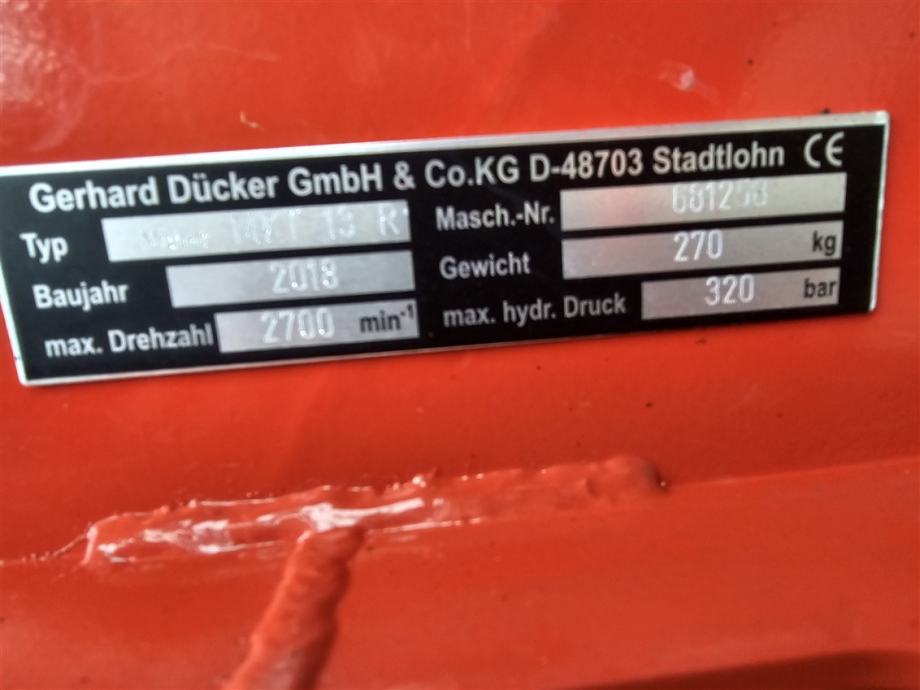 Gerhard Dücker GmbH & Co.KG D-48703 Stadtlohn CE
Typ 13
Masch.-Nr.
Baujahr 2018
Gewicht 270 kg
max. Drehzahl 2700 min⁻¹
max. hydr. Druck 320 bar